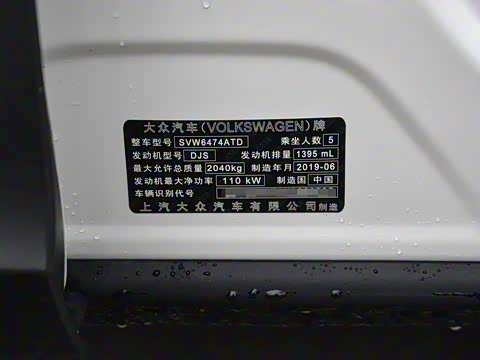 大众汽车(VOLKSWAGEN)牌
整车型号 SVW6474ATD 乘坐人数 5
发动机型号 DJS 发动机排量 1395 mL
最大允许总质量 2040kg 制造年月 2019-06
发动机最大净功率 110 kW 制造国 中国
车辆识别代号
上汽大众汽车有限公司 制造